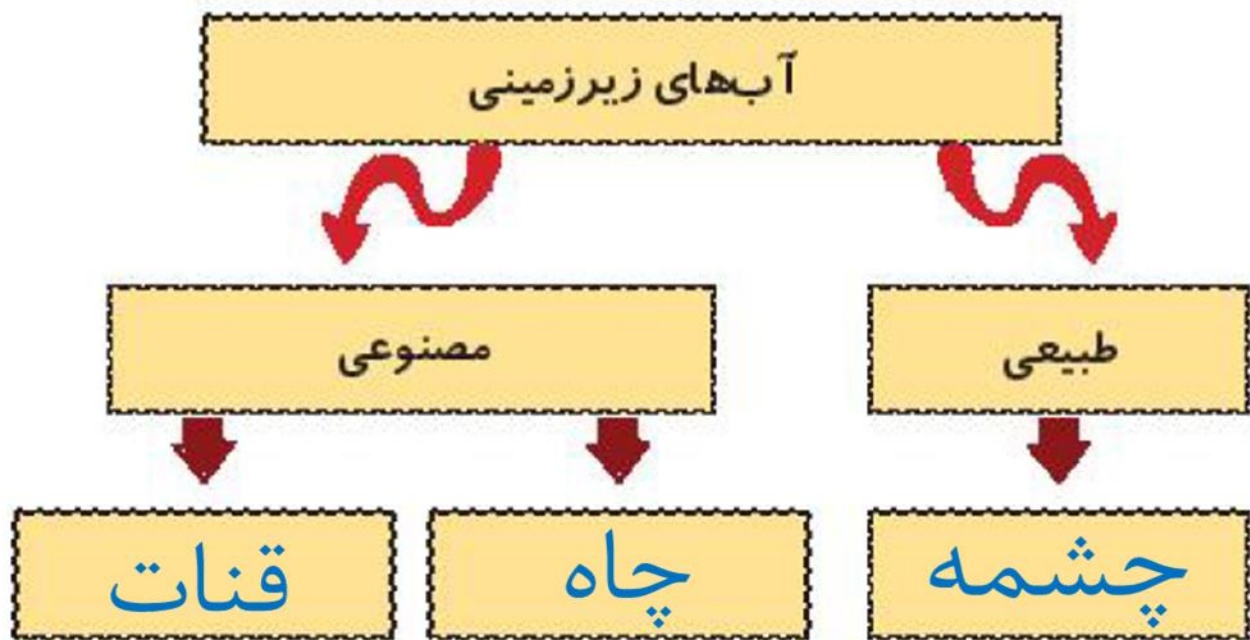 آب‌های زیرزمینی
طبیعی
مصنوعی
چشمه
چاه
قنات